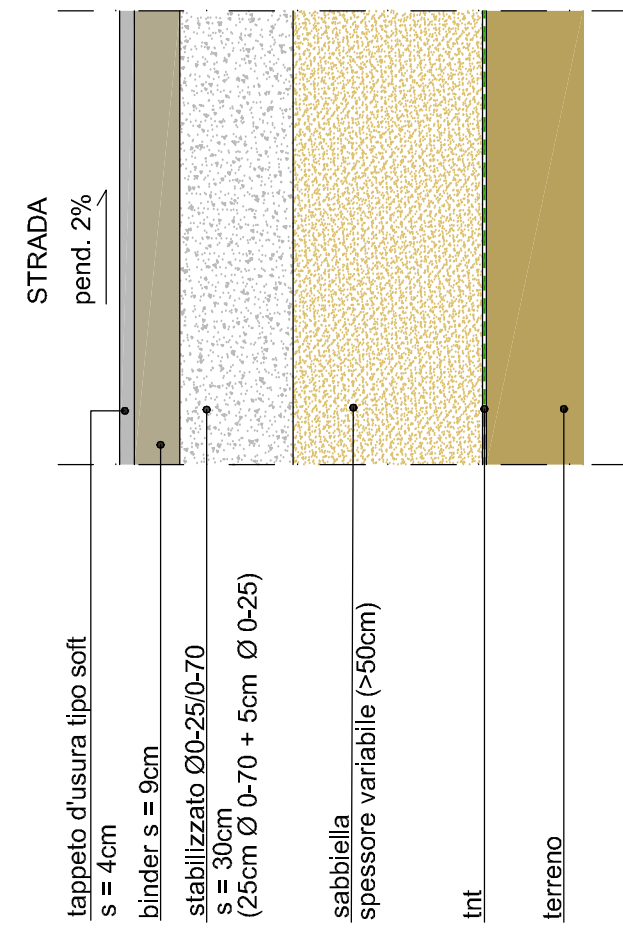 STRADA
pend. 2%
tappeto d'usura tipo soft
s = 4cm
binder s = 9cm
stabilizzato Ø0-25/0-70
s = 30cm
(25cm Ø 0-70 + 5cm Ø 0-25)
sabbiella
spessore variabile (>50cm)
tnt
terreno